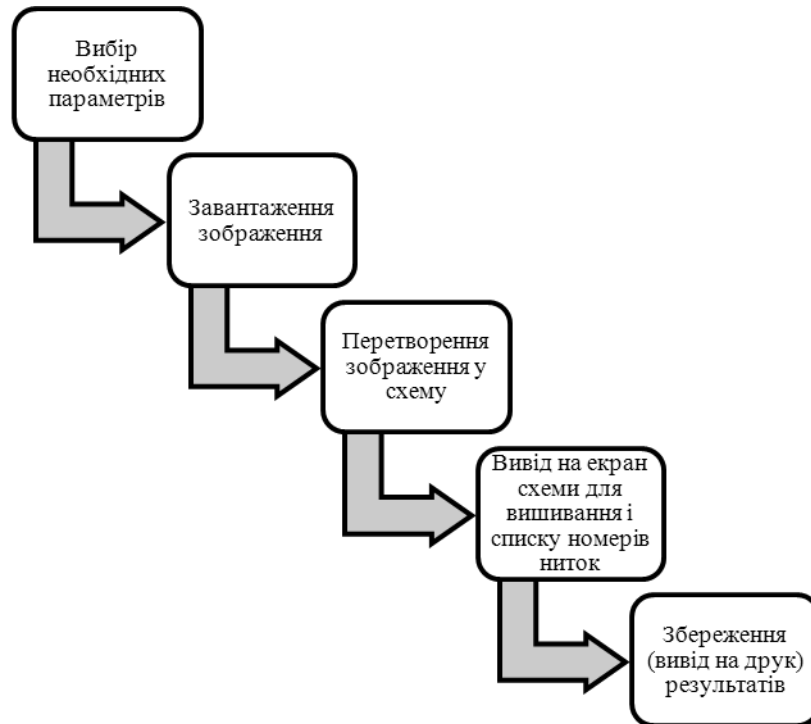 Вибір
необхідних
параметрів
Завантаження
зображення
Перетворення
зображення у
схему
Вивід на екран
схеми для
вишивання і
списку номерів
ниток
Збереження
(вивід на друк)
результатів